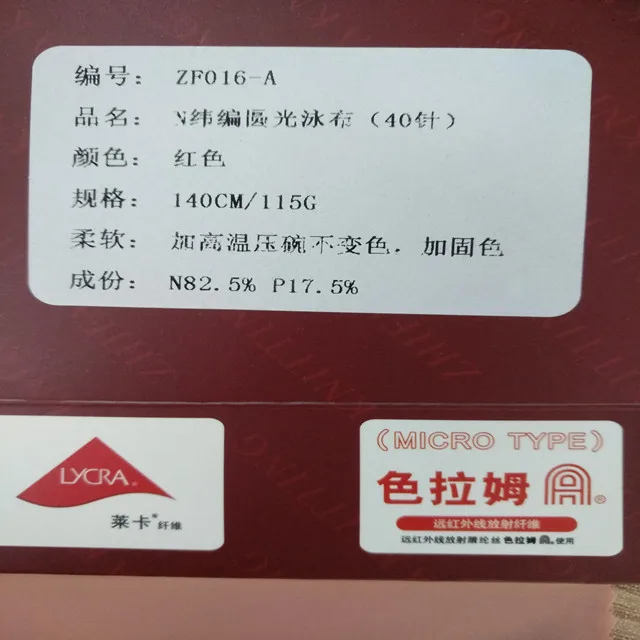 编号: ZF016-A
品名: N纬编圆光泳布（40针）
颜色: 红色
规格: 140CM/115G
柔软: 加高温压碗不变色，加固色
成份: N82.5% P17.5%
LYCRA®
莱卡®纤维
（MICRO TYPE）
色拉姆 A®
远红外线放射纤维
远红外线放射腈纶丝 色拉姆 A® 使用